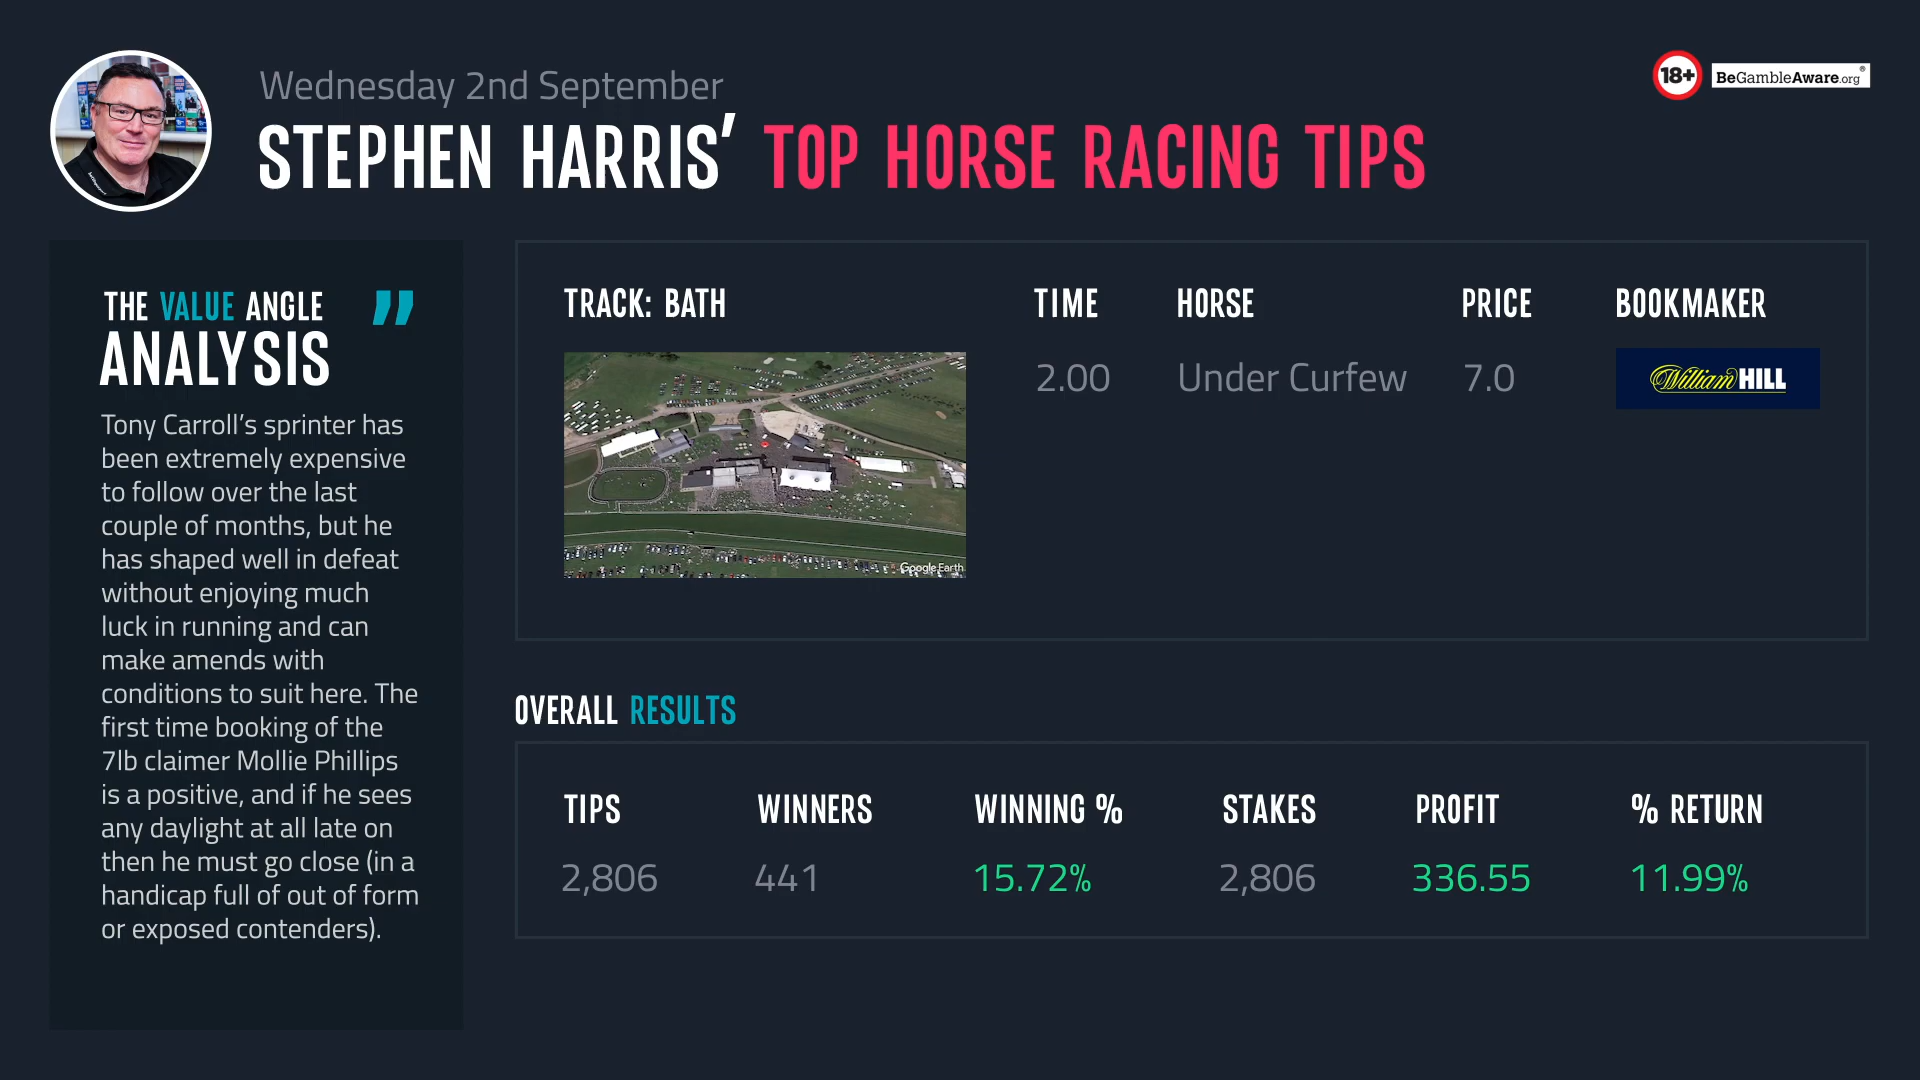 Wednesday 2nd September
STEPHEN HARRIS’ TOP HORSE RACING TIPS
18+
BeGambleAware.org®
THE VALUE ANGLE
ANALYSIS
”
Tony Carroll’s sprinter has
been extremely expensive
to follow over the last
couple of months, but he
has shaped well in defeat
without enjoying much
luck in running and can
make amends with
conditions to suit here. The
first time booking of the
7lb claimer Mollie Phillips
is a positive, and if he sees
any daylight at all late on
then he must go close (in a
handicap full of out of form
or exposed contenders).
TRACK: BATH
TIME HORSE PRICE BOOKMAKER
2.00 Under Curfew 7.0 William HILL
Google Earth
OVERALL RESULTS
TIPS WINNERS WINNING % STAKES PROFIT % RETURN
2,806 441 15.72% 2,806 336.55 11.99%